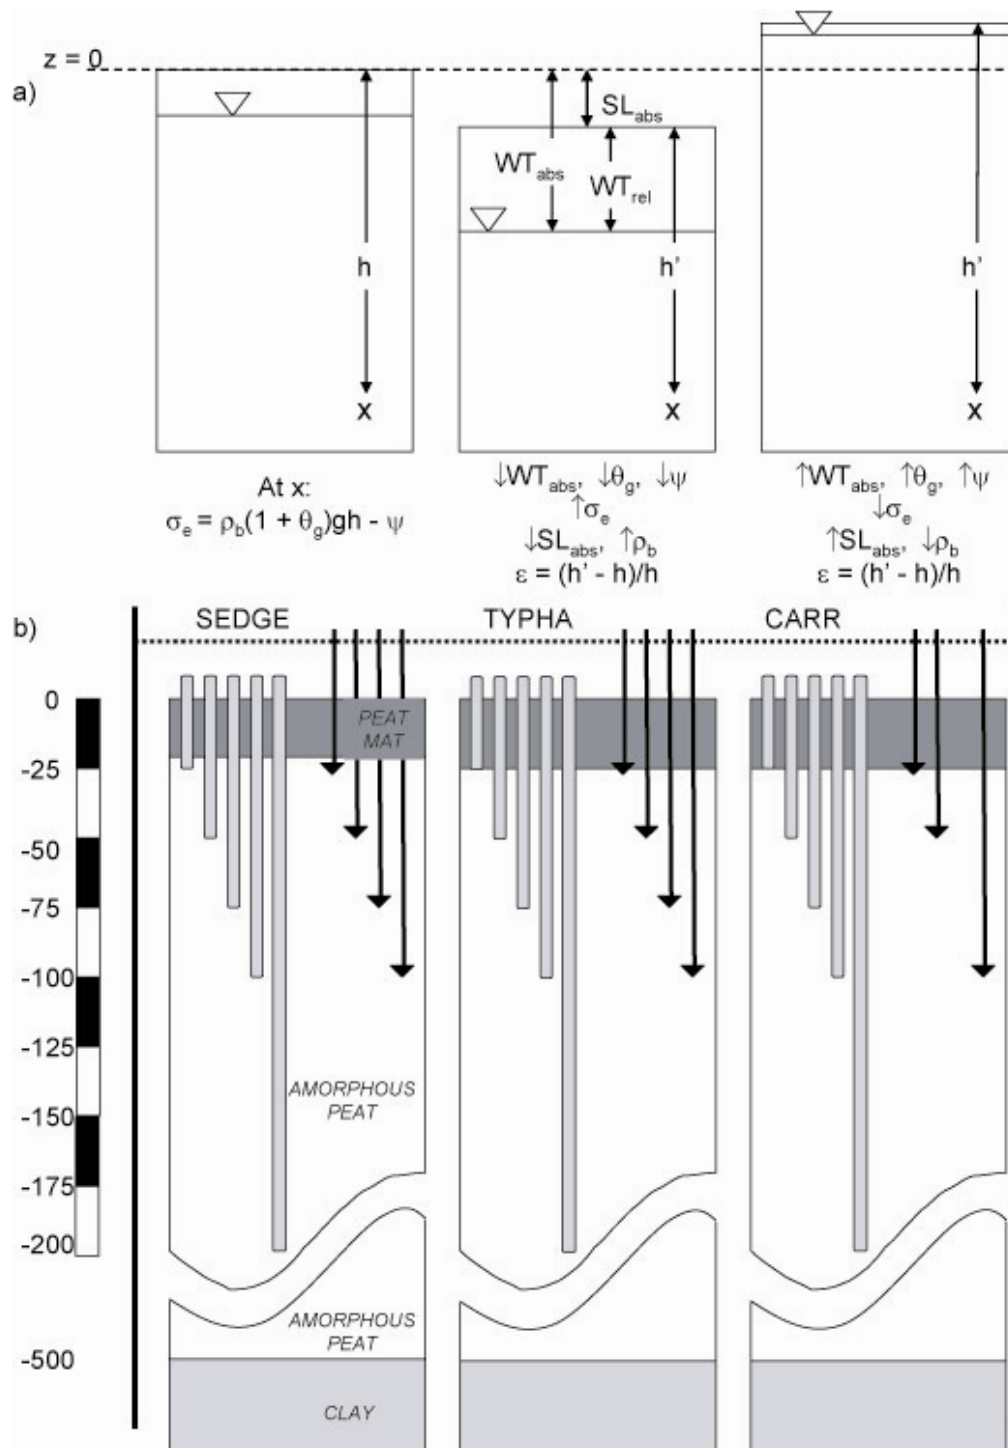 z = 0
a)
SL_abs
WT_abs
WT_rel
h
h'
h'
x
x
x
At x:
σ_e = ρ_b(1 + θ_g)gh - ψ
↓WT_abs, ↓θ_g, ↓ψ
↑σ_e
↓SL_abs, ↑ρ_b
ε = (h' - h)/h
↑WT_abs, ↑θ_g, ↑ψ
↓σ_e
↑SL_abs, ↓ρ_b
ε = (h' - h)/h
b)
SEDGE
TYPHA
CARR
0
-25
-50
-75
-100
-125
-150
-175
-200
-500
PEAT
MAT
AMORPHOUS
PEAT
AMORPHOUS
PEAT
CLAY